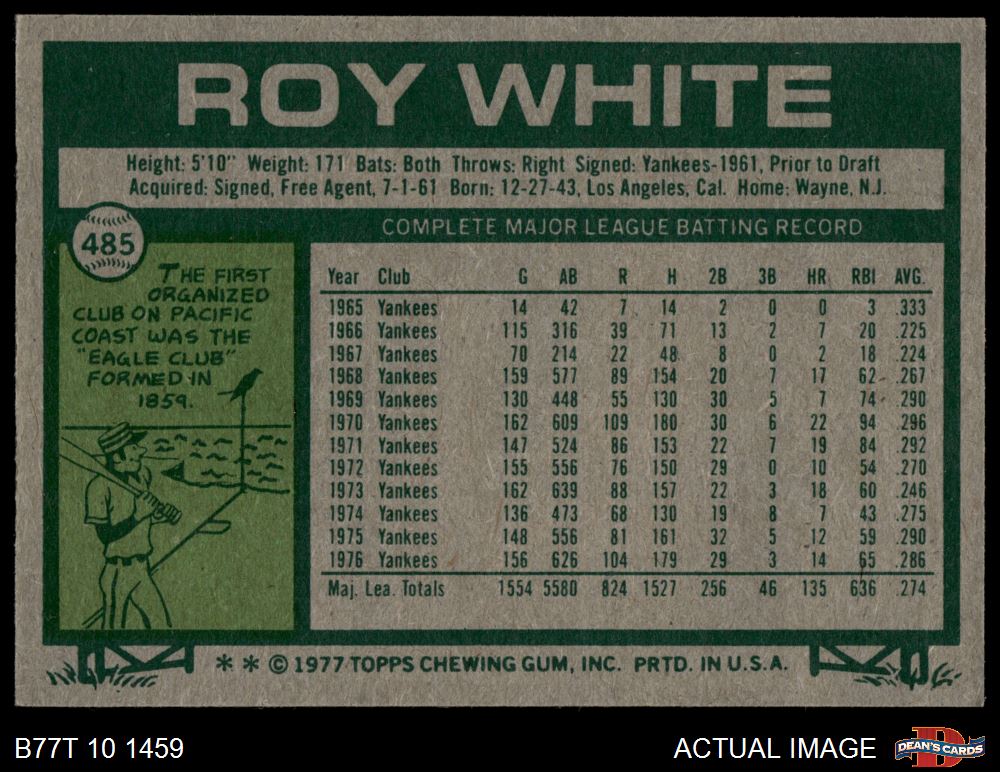 ROY WHITE
Height: 5'10" Weight: 171 Bats: Both Throws: Right Signed: Yankees-1961, Prior to Draft
Acquired: Signed, Free Agent, 7-1-61 Born: 12-27-43, Los Angeles, Cal. Home: Wayne, N.J.
485
THE FIRST
ORGANIZED
CLUB ON PACIFIC
COAST WAS THE
"EAGLE CLUB"
FORMED IN
1859.
COMPLETE MAJOR LEAGUE BATTING RECORD
Year Club G AB R H 2B 3B HR RBI AVG.
1965 Yankees 14 42 7 14 2 0 0 3 .333
1966 Yankees 115 316 39 71 13 2 7 20 .225
1967 Yankees 70 214 22 48 8 0 2 18 .224
1968 Yankees 159 577 89 154 20 7 17 62 .267
1969 Yankees 130 448 55 130 30 5 7 74 .290
1970 Yankees 162 609 109 180 30 6 22 94 .296
1971 Yankees 147 524 86 153 22 7 19 84 .292
1972 Yankees 155 556 76 150 29 0 10 54 .270
1973 Yankees 162 639 88 157 22 3 18 60 .246
1974 Yankees 136 473 68 130 19 8 7 43 .275
1975 Yankees 148 556 81 161 32 5 12 59 .290
1976 Yankees 156 626 104 179 29 3 14 65 .286
Maj. Lea. Totals 1554 5580 824 1527 256 46 135 636 .274
* * © 1977 TOPPS CHEWING GUM, INC. PRTD. IN U.S.A.
B77T 10 1459
ACTUAL IMAGE
D
DEAN'S CARDS